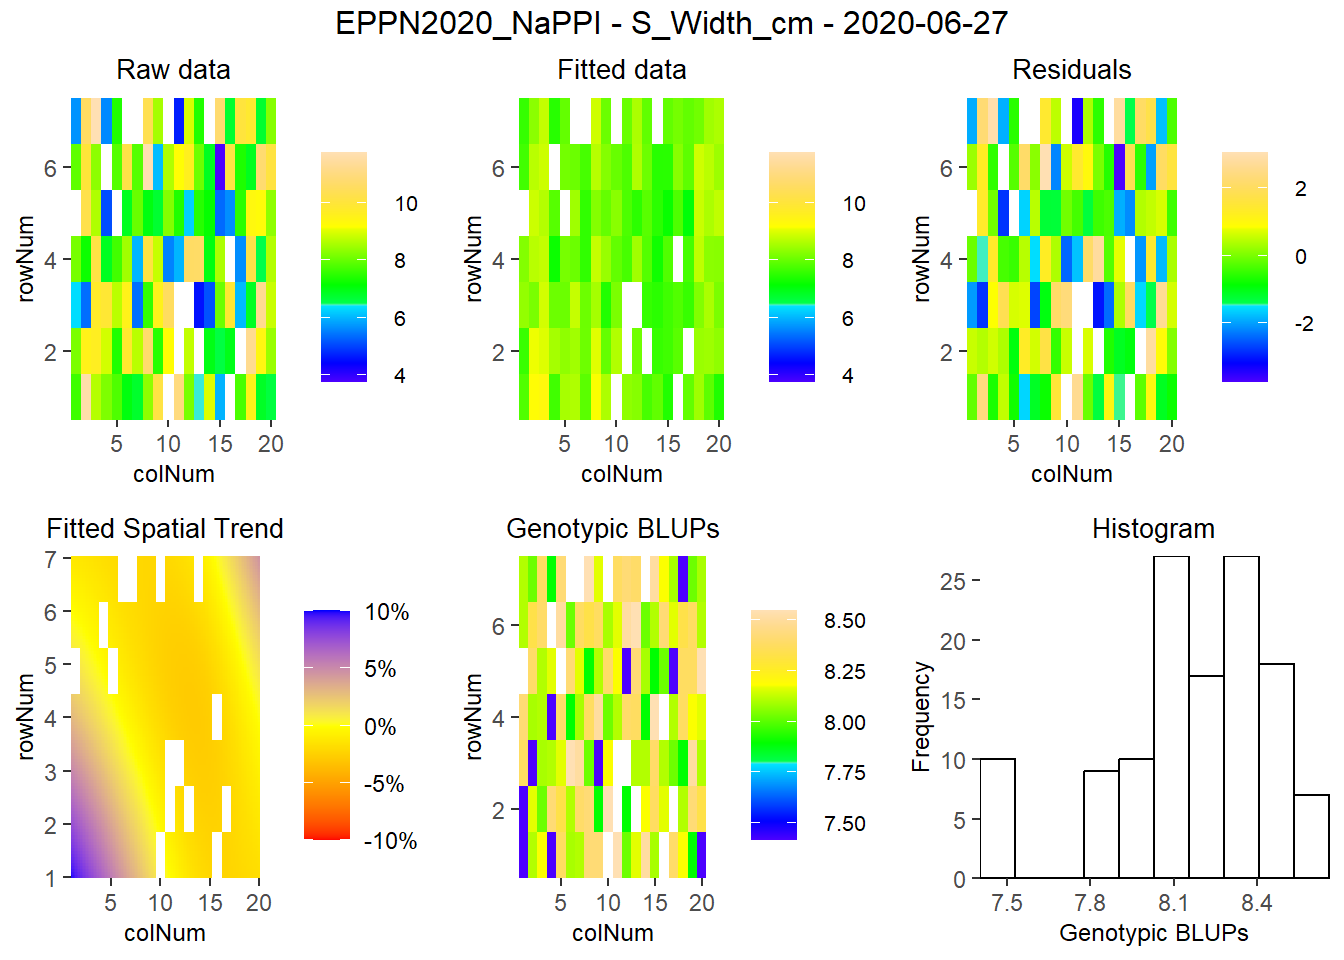 EPPN2020_NaPPI - S_Width_cm - 2020-06-27
Raw data
Fitted data
Residuals
rowNum
6
4
2
5 10 15 20
colNum
10
8
6
4
rowNum
6
4
2
5 10 15 20
colNum
10
8
6
4
rowNum
6
4
2
5 10 15 20
colNum
2
0
-2
Fitted Spatial Trend
Genotypic BLUPs
Histogram
rowNum
7
6
5
4
3
2
1
5 10 15 20
colNum
10%
5%
0%
-5%
-10%
rowNum
6
4
2
5 10 15 20
colNum
8.50
8.25
8.00
7.75
7.50
Frequency
25
20
15
10
5
0
7.5 7.8 8.1 8.4
Genotypic BLUPs